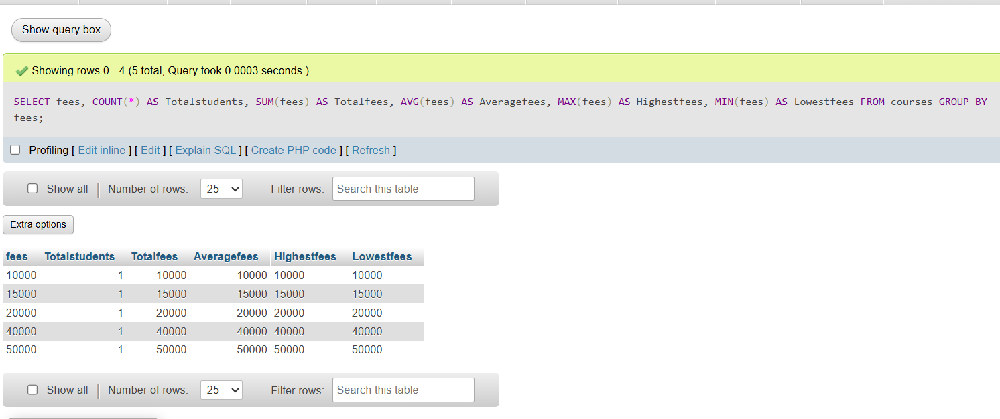 Show query box
Showing rows 0 - 4 (5 total, Query took 0.0003 seconds.)
SELECT fees, COUNT(*) AS Totalstudents, SUM(fees) AS Totalfees, AVG(fees) AS Averagefees, MAX(fees) AS Highestfees, MIN(fees) AS Lowestfees FROM courses GROUP BY
fees;
Profiling [ Edit inline ] [ Edit ] [ Explain SQL ] [ Create PHP code ] [ Refresh ]
Show all Number of rows: 25 Filter rows: Search this table
Extra options
fees Totalstudents Totalfees Averagefees Highestfees Lowestfees
10000 1 10000 10000 10000 10000
15000 1 15000 15000 15000 15000
20000 1 20000 20000 20000 20000
40000 1 40000 40000 40000 40000
50000 1 50000 50000 50000 50000
Show all Number of rows: 25 Filter rows: Search this table